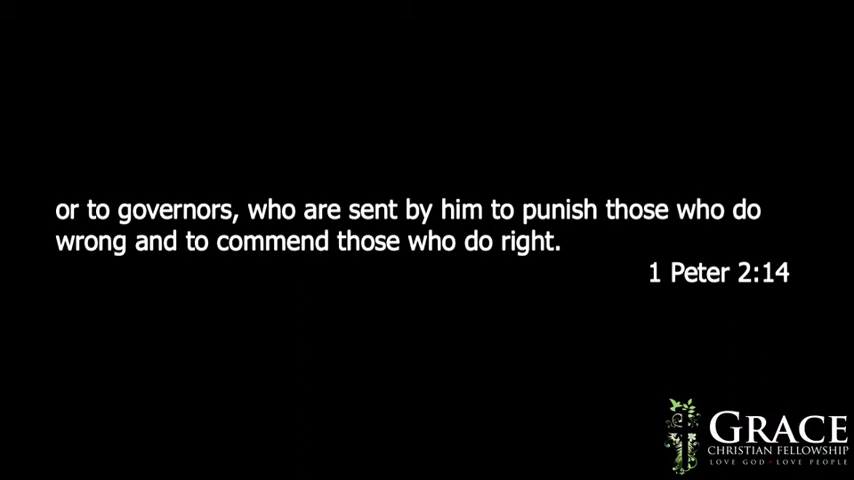 or to governors, who are sent by him to punish those who do
wrong and to commend those who do right.
1 Peter 2:14
GRACE
CHRISTIAN FELLOWSHIP
LOVE GOD • LOVE PEOPLE